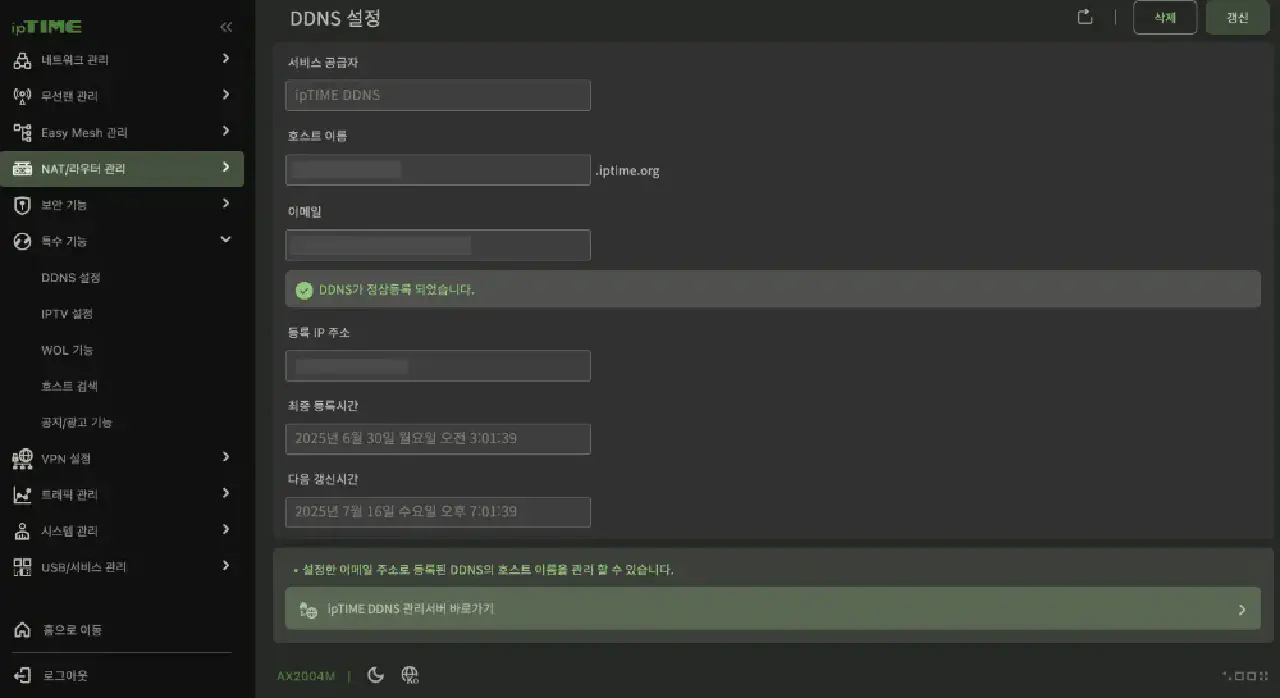 ipTIME
네트워크 관리
무선랜 관리
Easy Mesh 관리
NAT/라우터 관리
보안 기능
특수 기능
DDNS 설정
IPTV 설정
WOL 기능
호스트 검색
공지/광고 기능
VPN 설정
트래픽 관리
시스템 관리
USB/서비스 관리
홈으로 이동
로그아웃
DDNS 설정
삭제
갱신
서비스 공급자
ipTIME DDNS
호스트 이름
.iptime.org
이메일
DDNS가 정상등록 되었습니다.
등록 IP 주소
최종 등록시간
2025년 6월 30일 월요일 오전 3:01:39
다음 갱신시간
2025년 7월 16일 수요일 오후 7:01:39
• 설정한 이메일 주소로 등록된 DDNS의 호스트 이름을 관리 할 수 있습니다.
ipTIME DDNS 관리서버 바로가기
AX2004M |